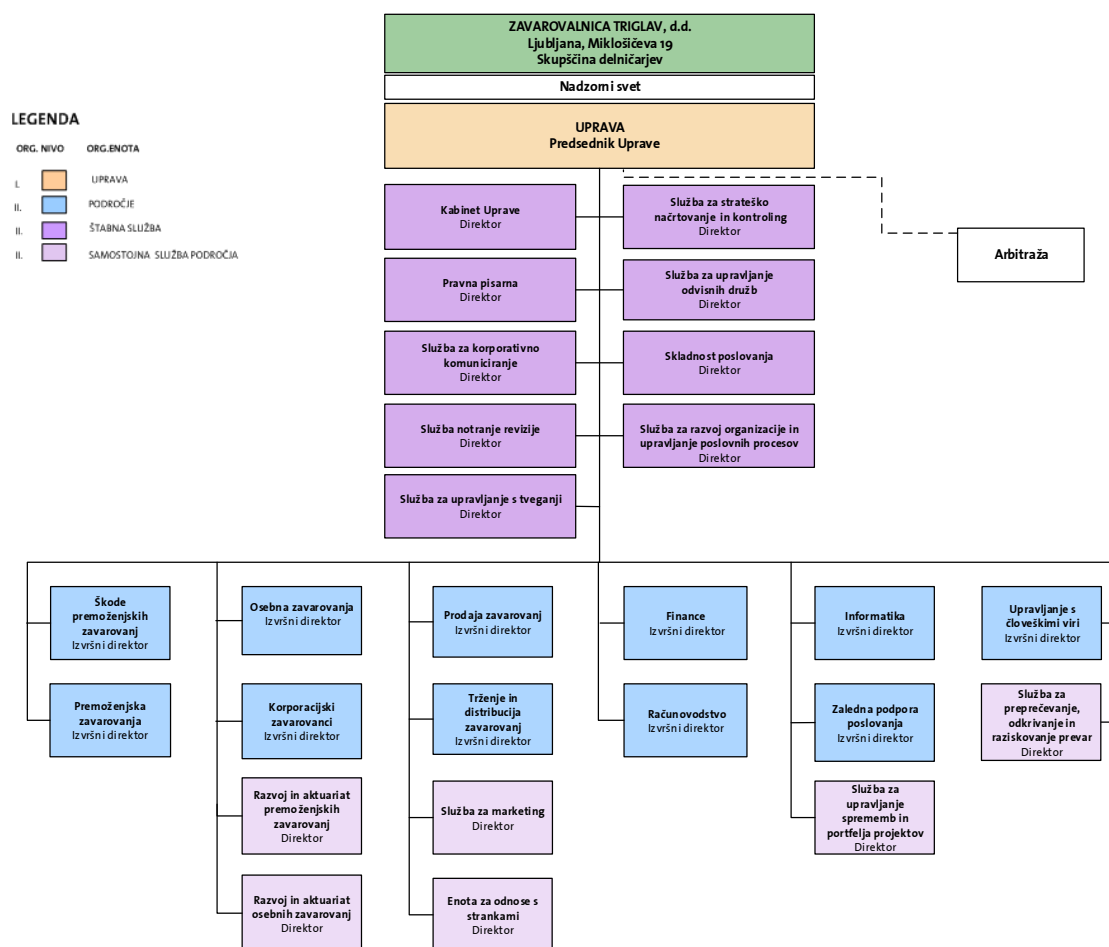 ZAVAROVALNICA TRIGLAV, d.d.
Ljubljana, Miklošičeva 19
Skupščina delničarjev
Nadzorni svet
UPRAVA
Predsednik Uprave
LEGENDA
ORG. NIVO ORG.ENOTA
I. UPRAVA
II. PODROČJE
II. ŠTABNA SLUŽBA
II. SAMOSTOJNA SLUŽBA PODROČJA
Kabinet Uprave
Direktor
Služba za strateško
načrtovanje in kontroling
Direktor
Arbitraža
Pravna pisarna
Direktor
Služba za upravljanje
odvisnih družb
Direktor
Služba za korporativno
komuniciranje
Direktor
Skladnost poslovanja
Direktor
Služba notranje revizije
Direktor
Služba za razvoj organizacije in
upravljanje poslovnih procesov
Direktor
Služba za upravljanje s tveganji
Direktor
Škode
premoženjskih
zavarovanj
Izvršni direktor
Osebna zavarovanja
Izvršni direktor
Prodaja zavarovanj
Izvršni direktor
Finance
Izvršni direktor
Informatika
Izvršni direktor
Upravljanje s
človeškimi viri
Izvršni direktor
Premoženjska
zavarovanja
Izvršni direktor
Korporacijski
zavarovanci
Izvršni direktor
Trženje in
distribucija
zavarovanj
Izvršni direktor
Računovodstvo
Izvršni direktor
Zaledna podpora
poslovanja
Izvršni direktor
Služba za
preprečevanje,
odkrivanje in
raziskovanje prevar
Direktor
Razvoj in aktuariat
premoženjskih
zavarovanj
Direktor
Služba za marketing
Direktor
Služba za
upravljanje
sprememb in
portfelja projektov
Direktor
Razvoj in aktuariat
osebnih zavarovanj
Direktor
Enota za odnose s
strankami
Direktor